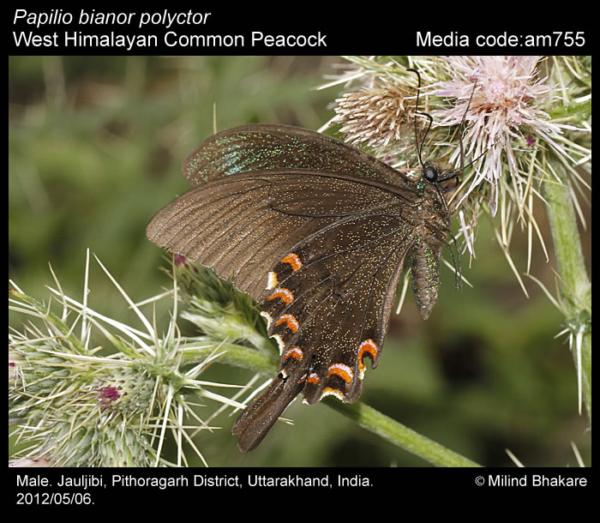 Papilio bianor polyctor
West Himalayan Common Peacock
Media code:am755
Male. Jauljibi, Pithoragarh District, Uttarakhand, India.
2012/05/06.
© Milind Bhakare